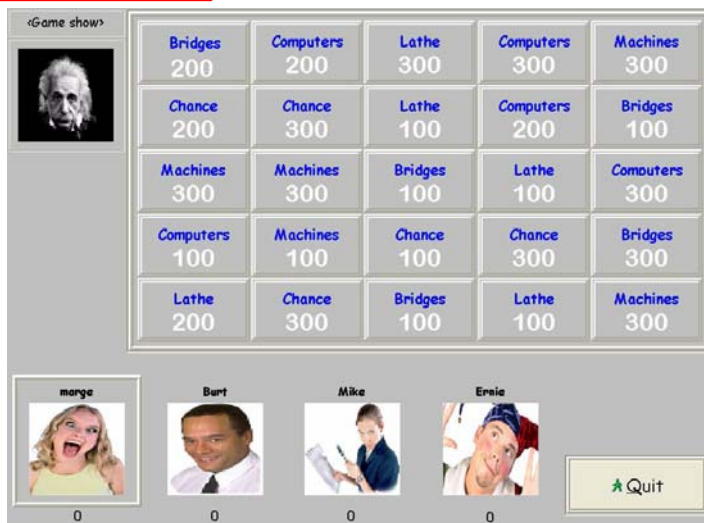 <Game show>
Bridges Computers Lathe Computers Machines
200 200 300 300 300
Chance Chance Lathe Computers Bridges
200 300 100 200 100
Machines Machines Bridges Lathe Computers
300 300 100 100 300
Computers Machines Chance Chance Bridges
100 100 100 300 300
Lathe Chance Bridges Lathe Machines
200 300 100 100 300
marge Burt Mike Ernie
0 0 0 0
Quit